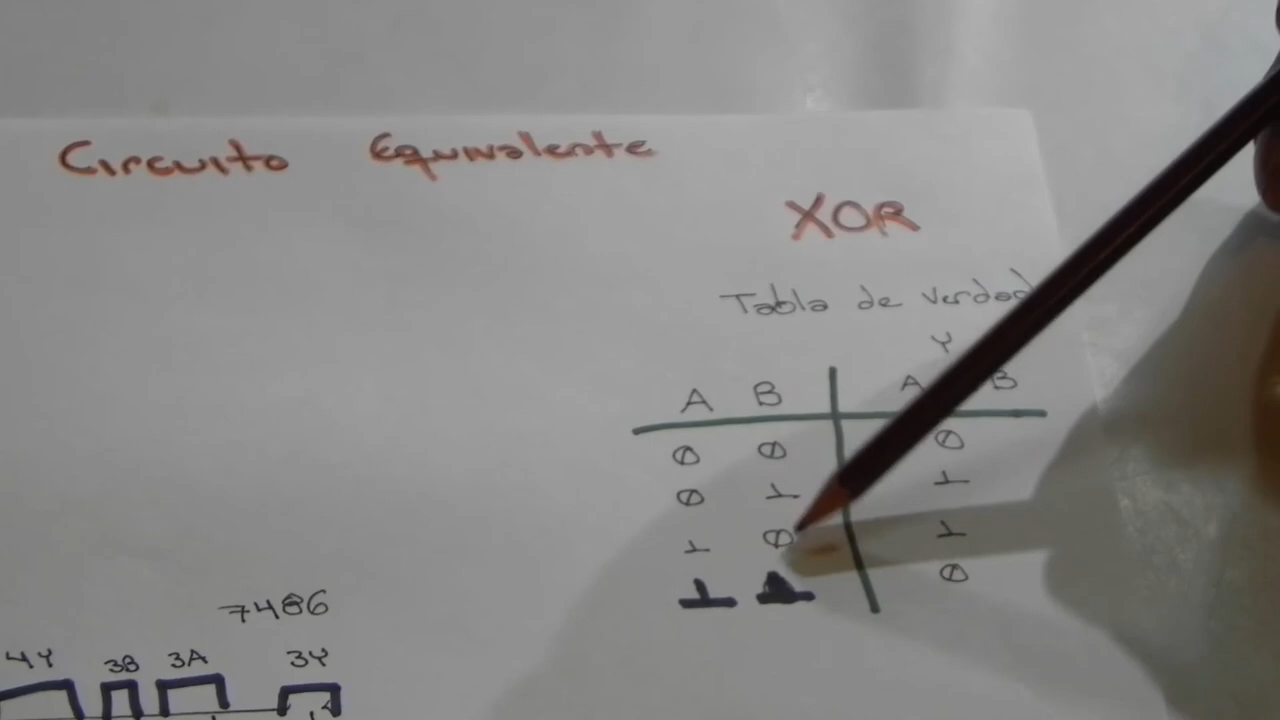 Circuito Equivalente
XOR
Tabla de Verdad
Y
A B A B
0 0 0
0 1 1
1 0 1
1 1 0
7486
4Y 3B 3A 3Y